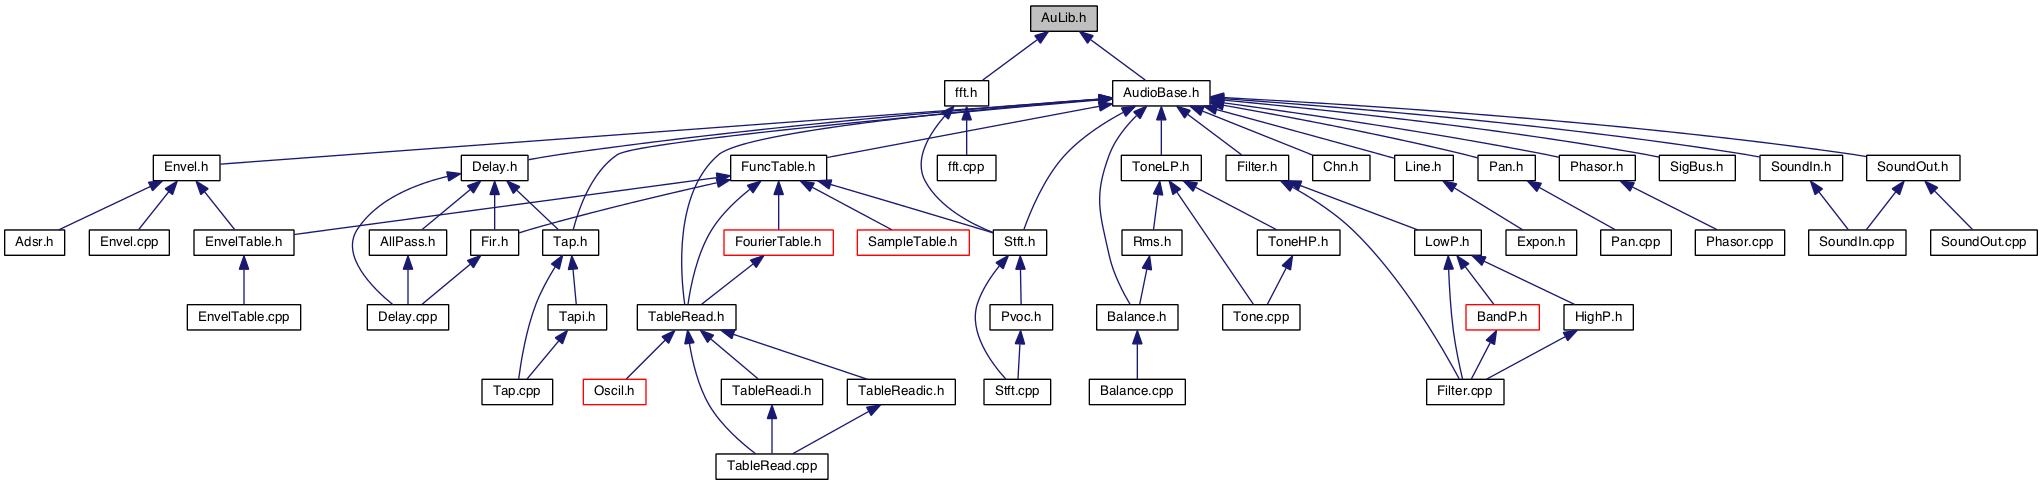 AuLib.h
fft.h
AudioBase.h
Envel.h
Delay.h
FuncTable.h
fft.cpp
ToneLP.h
Filter.h
Chn.h
Line.h
Pan.h
Phasor.h
SigBus.h
SoundIn.h
SoundOut.h
Adsr.h
Envel.cpp
EnvelTable.h
AllPass.h
Fir.h
Tap.h
FourierTable.h
SampleTable.h
Stft.h
Rms.h
ToneHP.h
LowP.h
Expon.h
Pan.cpp
Phasor.cpp
SoundIn.cpp
SoundOut.cpp
EnvelTable.cpp
Delay.cpp
Tapi.h
TableRead.h
Pvoc.h
Balance.h
Tone.cpp
BandP.h
HighP.h
Tap.cpp
Oscil.h
TableReadi.h
TableReadic.h
Stft.cpp
Balance.cpp
Filter.cpp
TableRead.cpp